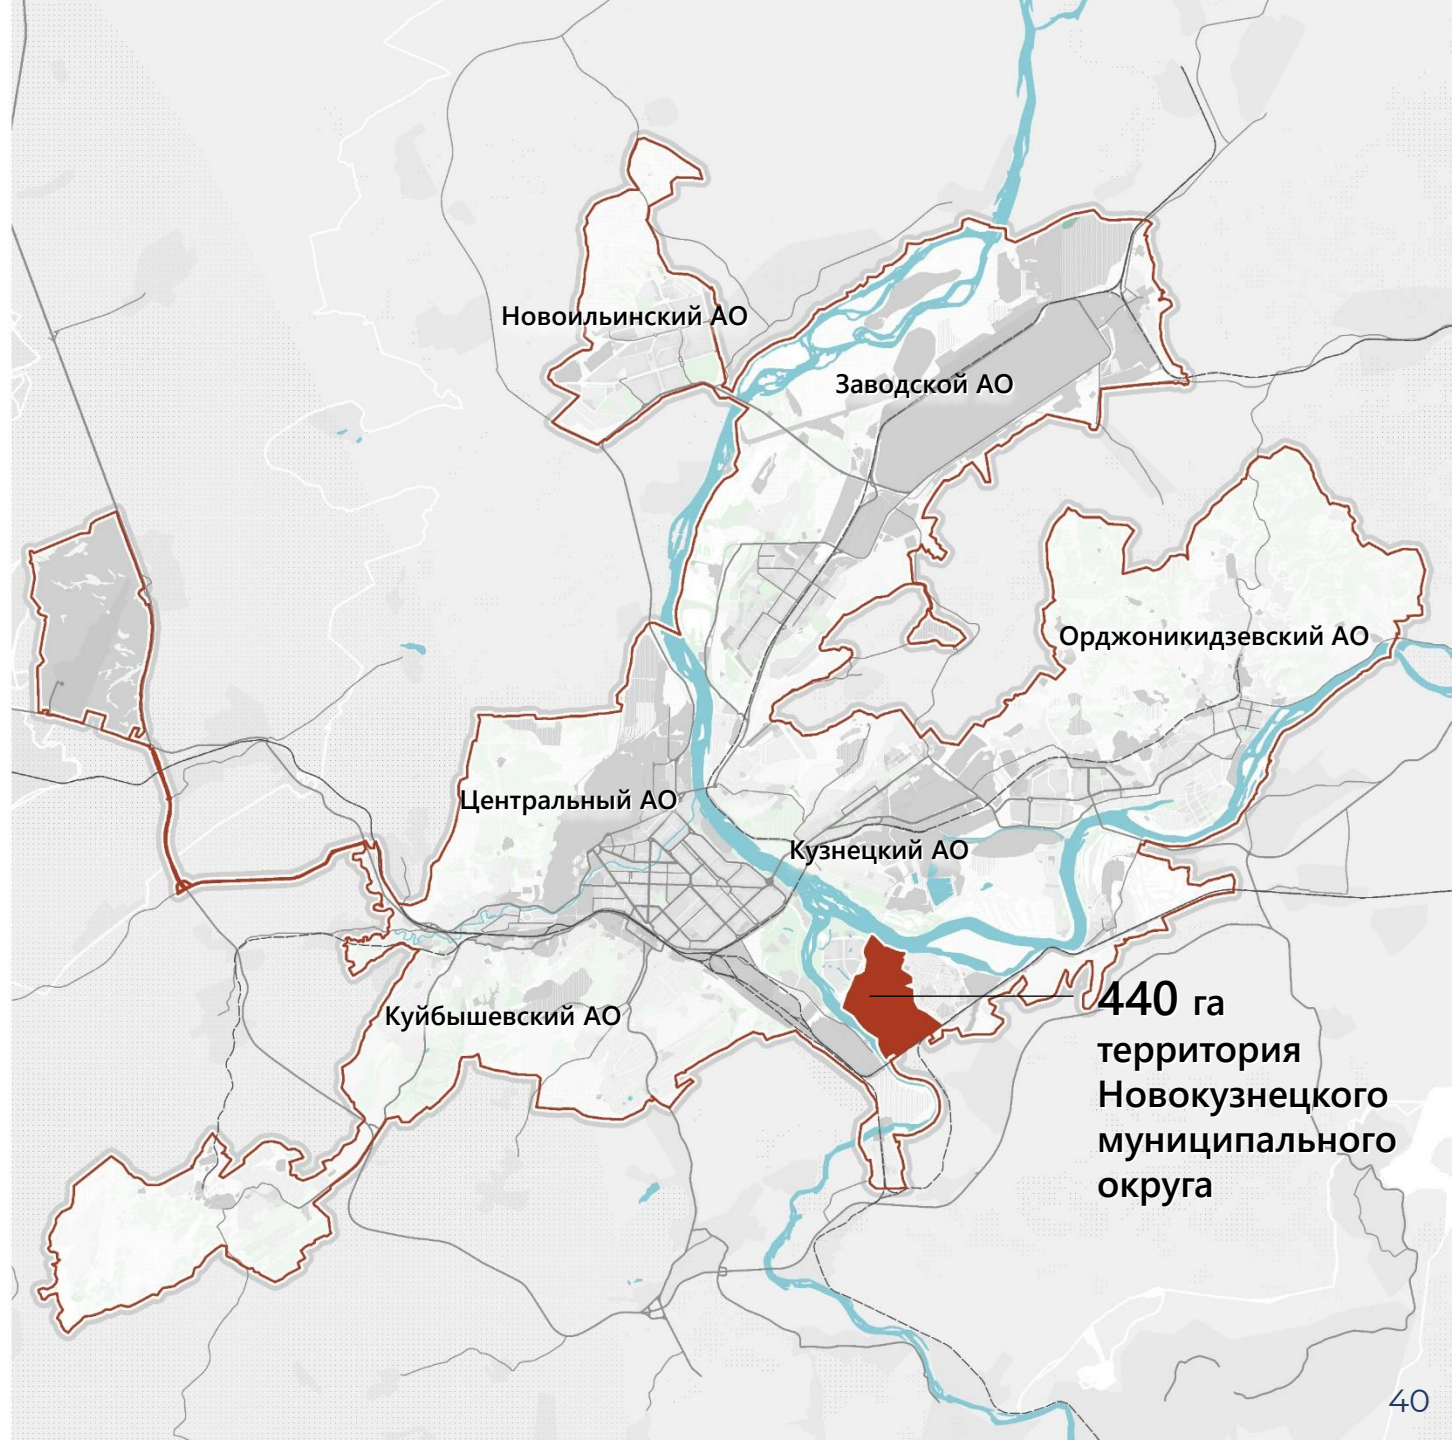 Новоильинский АО
Заводской АО
Орджоникидзевский АО
Центральный АО
Кузнецкий АО
Куйбышевский АО
440 га
территория
Новокузнецкого
муниципального
округа
40